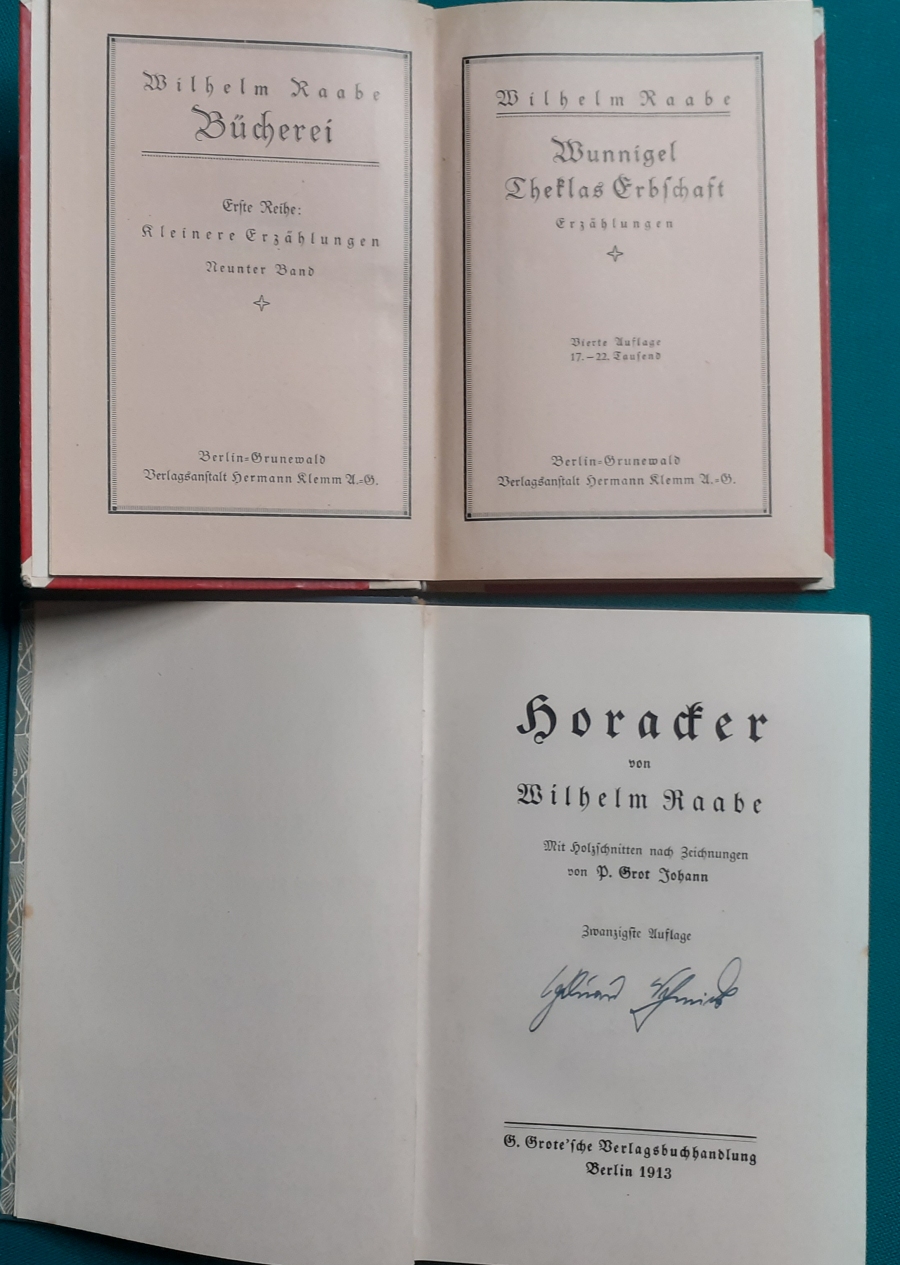 Wilhelm Raabe
Bücherei
Erste Reihe:
Kleinere Erzählungen
Neunter Band
Berlin=Grunewald
Verlagsanstalt Hermann Klemm A.=G.
Wilhelm Raabe
Wunnigel
Theklas Erbschaft
Erzählungen
Vierte Auflage
17.–22. Tausend
Berlin=Grunewald
Verlagsanstalt Hermann Klemm A.=G.
Horacker
von
Wilhelm Raabe
Mit Holzschnitten nach Zeichnungen
von P. Grot Johann
Zwanzigste Auflage
Eduard Schmidt
G. Grote'sche Verlagsbuchhandlung
Berlin 1913